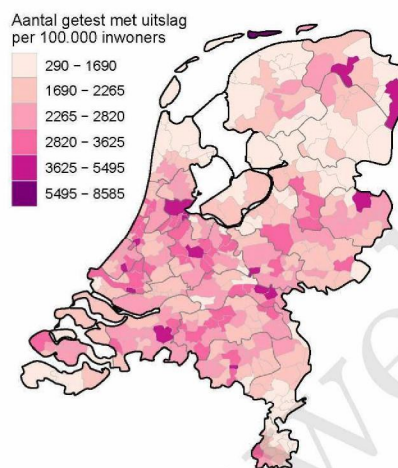 Aantal getest met uitslag
per 100.000 inwoners
290 – 1690
1690 – 2265
2265 – 2820
2820 – 3625
3625 – 5495
5495 – 8585